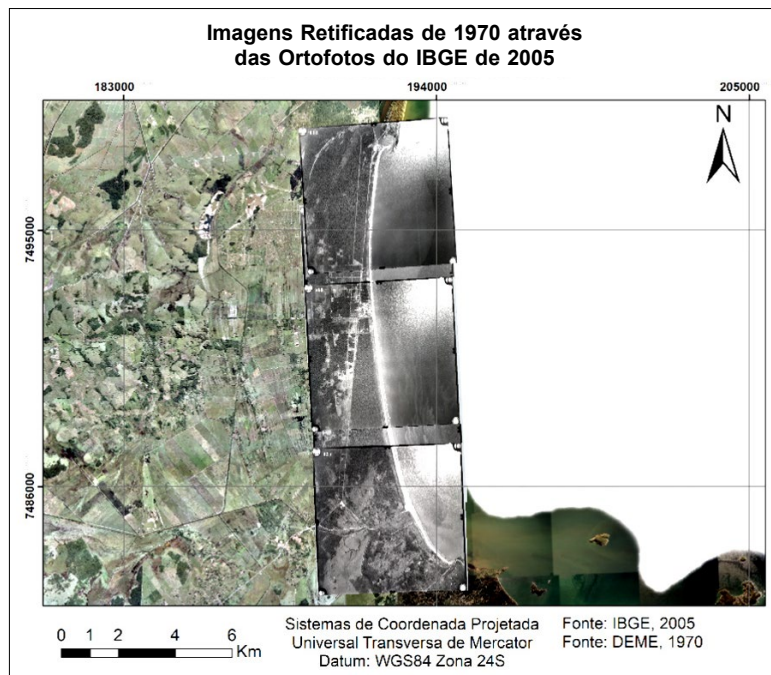 Imagens Retificadas de 1970 através
das Ortofotos do IBGE de 2005
183000
194000
205000
N
7495000
7486000
0 1 2 4 6
Km
Sistemas de Coordenada Projetada
Universal Transversa de Mercator
Datum: WGS84 Zona 24S
Fonte: IBGE, 2005
Fonte: DEME, 1970